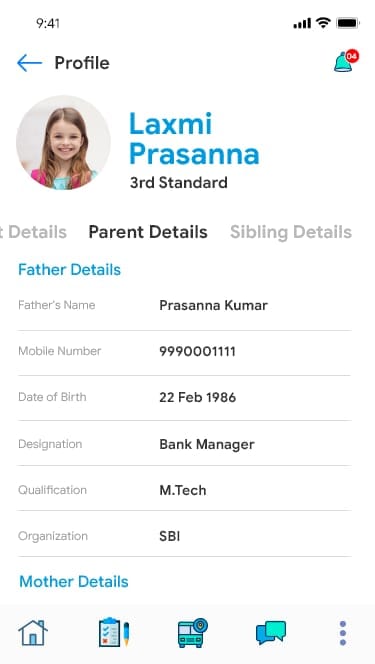 9:41
Profile
04
Laxmi
Prasanna
3rd Standard
t Details Parent Details Sibling Details
Father Details
Father's Name Prasanna Kumar
Mobile Number 9990001111
Date of Birth 22 Feb 1986
Designation Bank Manager
Qualification M.Tech
Organization SBI
Mother Details